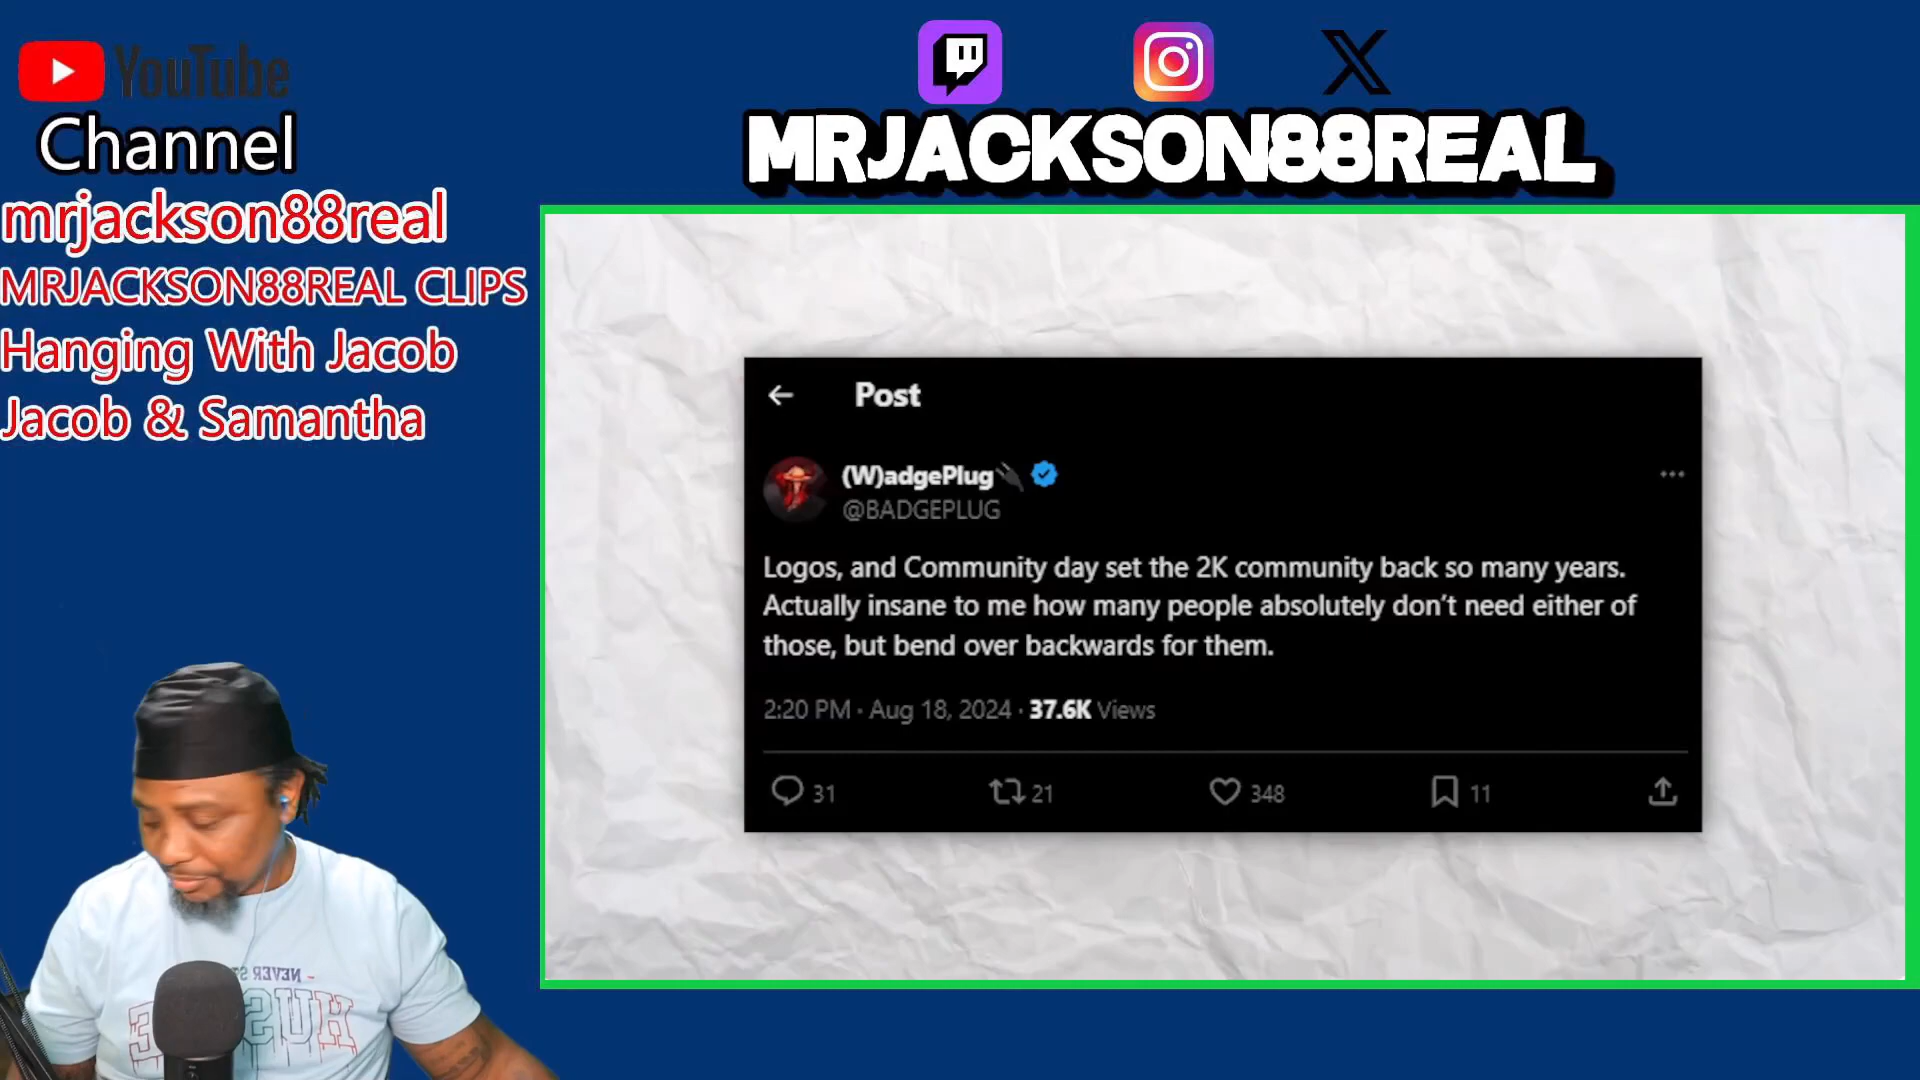 YouTube
Channel
mrjackson88real
MRJACKSON88REAL CLIPS
Hanging With Jacob
Jacob & Samantha
MRJACKSON88REAL
Post
(W)adgePlug
@BADGEPLUG
Logos, and Community day set the 2K community back so many years.
Actually insane to me how many people absolutely don't need either of
those, but bend over backwards for them.
2:20 PM · Aug 18, 2024 · 37.6K Views
31 21 348 11
NEVER
HUS